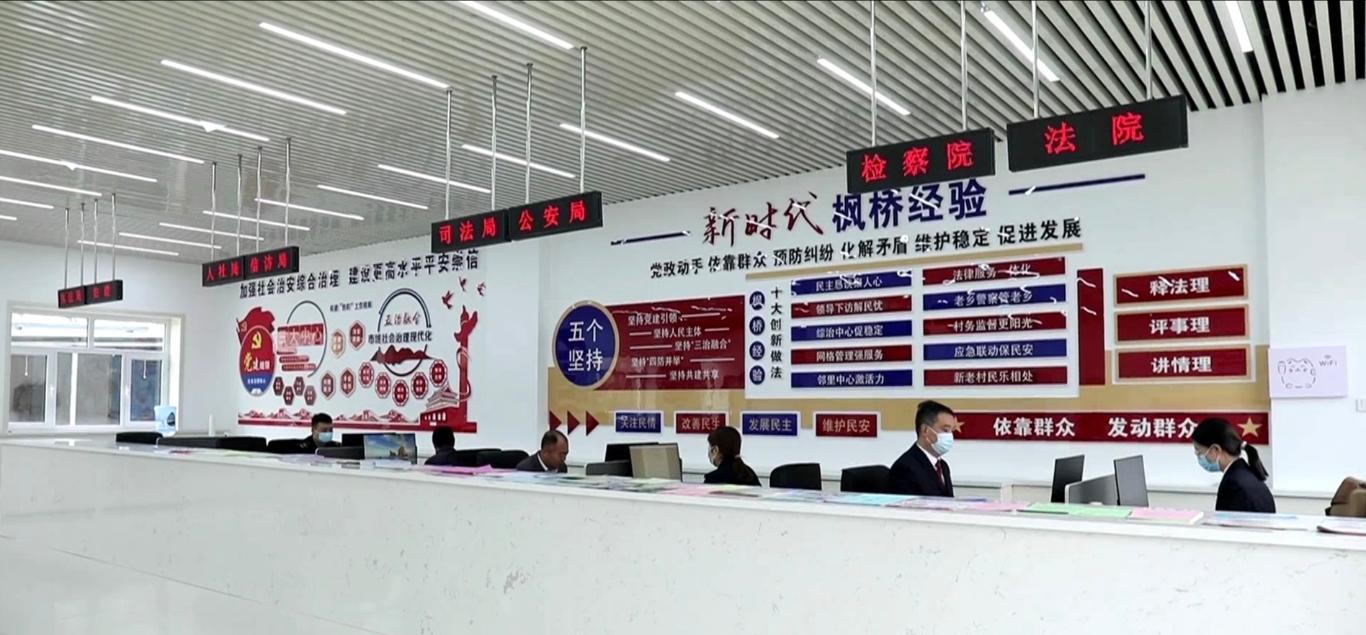 检察院
法院
司法局
公安局
人社局
信访局
加强社会治安综合治理 建设更高水平平安
新时代 枫桥经验
党政动手 依靠群众 预防纠纷 化解矛盾 维护稳定 促进发展
五个
坚持
坚持党建引领
坚持人民主体
坚持“三治融合”
坚持“四防并举”
坚持共建共享
枫桥经验
十大创新做法
民主恳谈聚人心
领导下访解民忧
综治中心促稳定
网格管理强服务
邻里中心激活力
法律服务一体化
老乡警察管老乡
村务监督更阳光
应急联动保民安
新老村民乐相处
释法理
评事理
讲情理
关注民情
改善民生
发展民主
维护民安
依靠群众 发动群众
五治融合
市域社会治理现代化
党建
WiFi